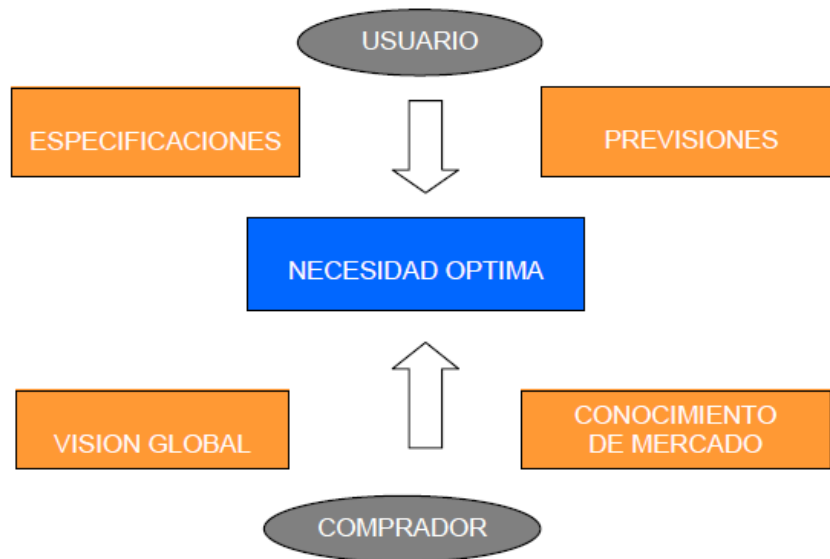 USUARIO
ESPECIFICACIONES
PREVISIONES
NECESIDAD OPTIMA
VISION GLOBAL
CONOCIMIENTO
DE MERCADO
COMPRADOR